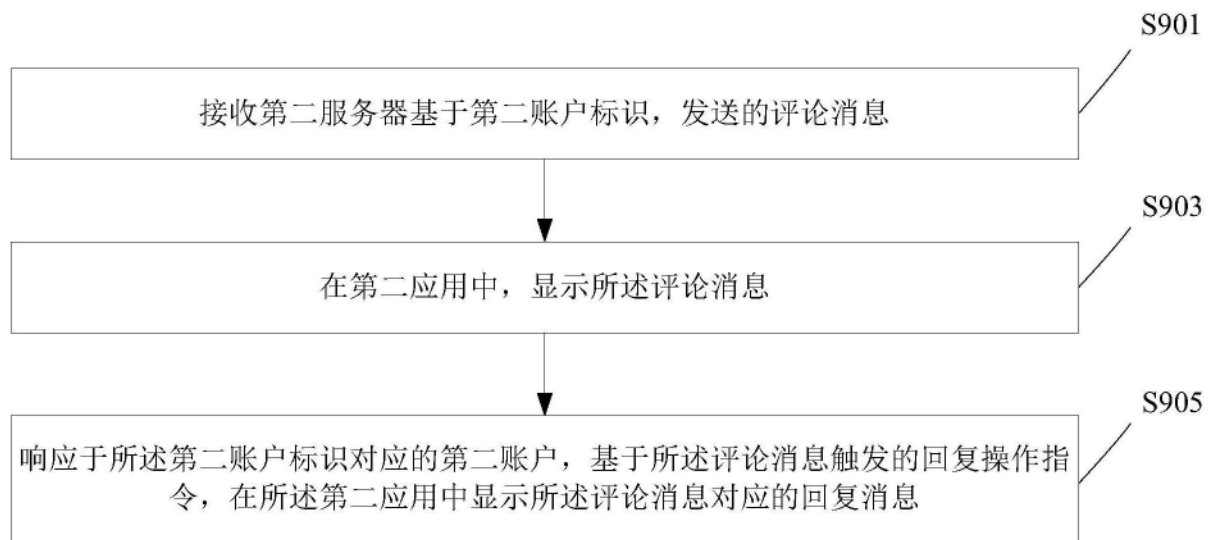 S901
接收第二服务器基于第二账户标识，发送的评论消息
S903
在第二应用中，显示所述评论消息
S905
响应于所述第二账户标识对应的第二账户，基于所述评论消息触发的回复操作指
令，在所述第二应用中显示所述评论消息对应的回复消息